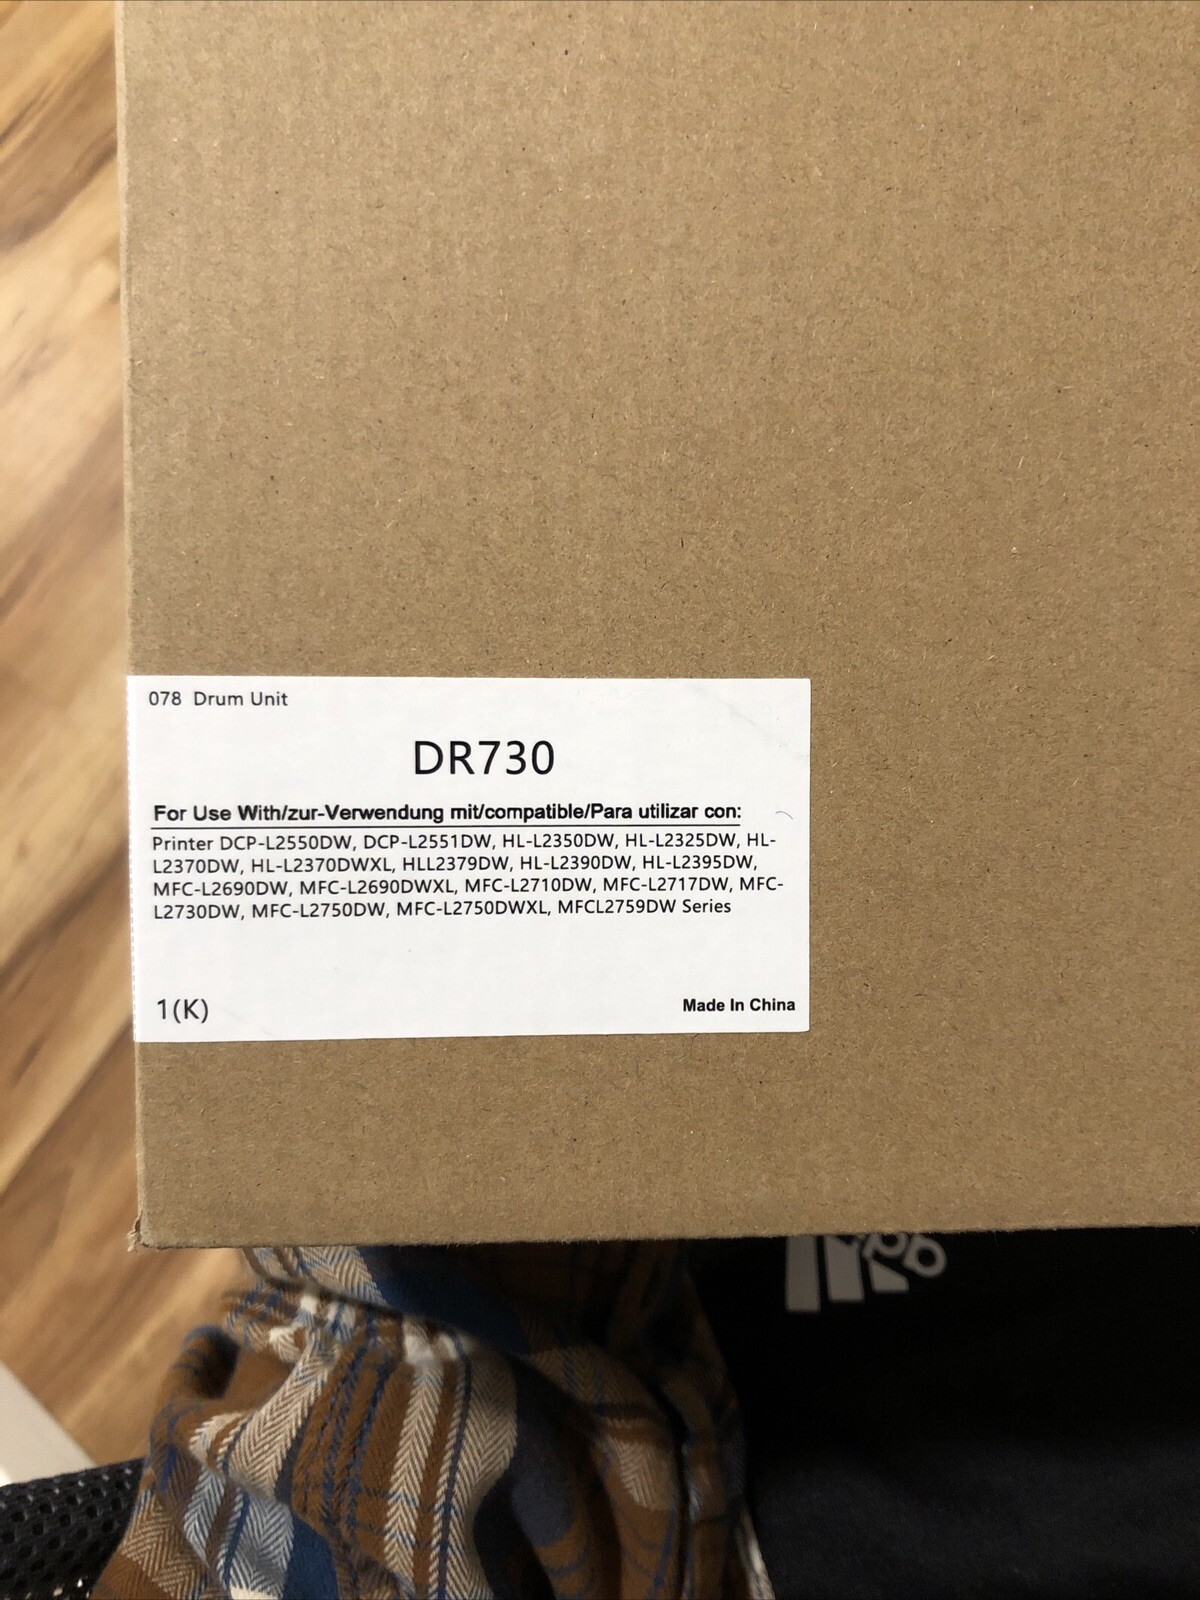 078 Drum Unit
DR730
For Use With/zur-Verwendung mit/compatible/Para utilizar con:
Printer DCP-L2550DW, DCP-L2551DW, HL-L2350DW, HL-L2325DW, HL-
L2370DW, HL-L2370DWXL, HLL2379DW, HL-L2390DW, HL-L2395DW,
MFC-L2690DW, MFC-L2690DWXL, MFC-L2710DW, MFC-L2717DW, MFC-
L2730DW, MFC-L2750DW, MFC-L2750DWXL, MFCL2759DW Series
1(K)
Made In China